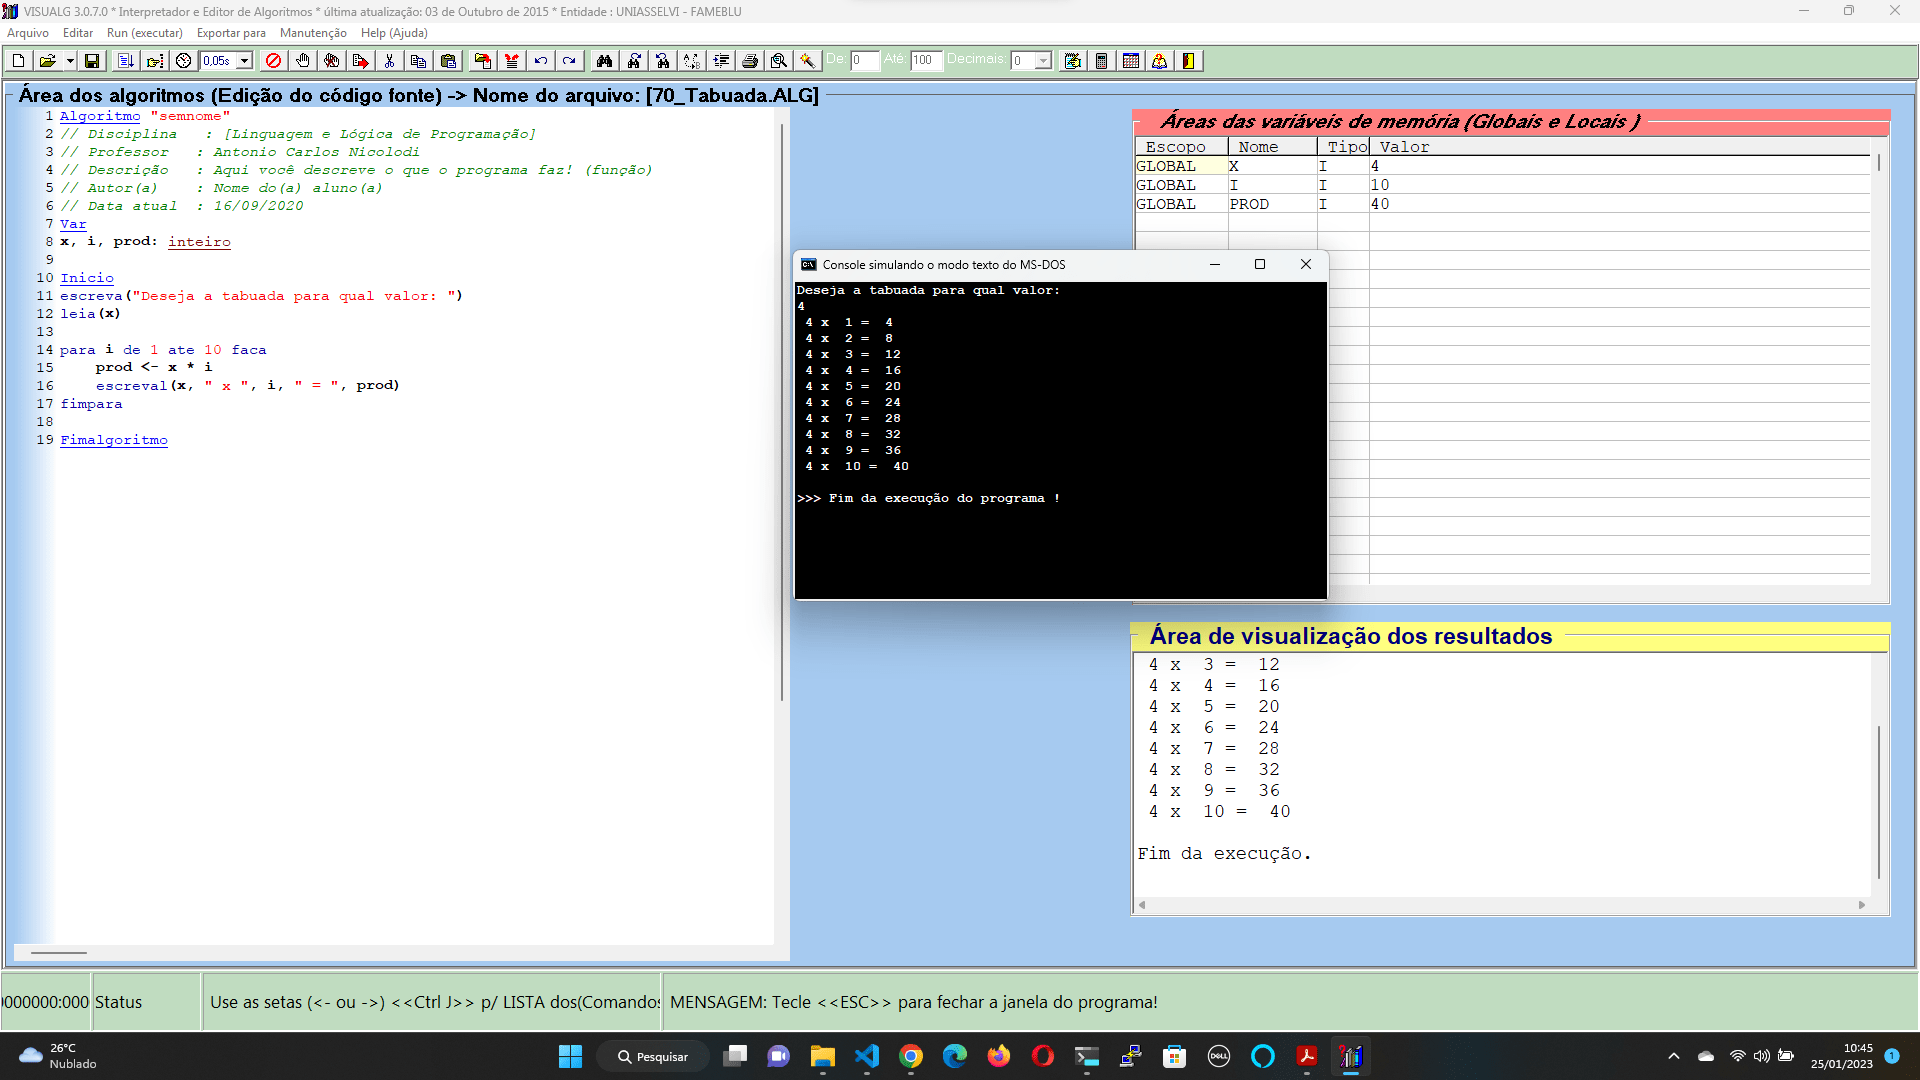 VISUALG 3.0.7.0 * Interpretador e Editor de Algoritmos * última atualização: 03 de Outubro de 2015 * Entidade : UNIASSELVI - FAMEBLU
Arquivo Editar Run (executar) Exportar para Manutenção Help (Ajuda)
0,05s De: 0 Até: 100 Decimais: 0
Área dos algoritmos (Edição do código fonte) -> Nome do arquivo: [70_Tabuada.ALG]
1 Algoritmo "semnome"
2 // Disciplina : [Linguagem e Lógica de Programação]
3 // Professor : Antonio Carlos Nicolodi
4 // Descrição : Aqui você descreve o que o programa faz! (função)
5 // Autor(a) : Nome do(a) aluno(a)
6 // Data atual : 16/09/2020
7 Var
8 x, i, prod: inteiro
9
10 Inicio
11 escreva("Deseja a tabuada para qual valor: ")
12 leia(x)
13
14 para i de 1 ate 10 faca
15 prod <- x * i
16 escreval(x, " x ", i, " = ", prod)
17 fimpara
18
19 Fimalgoritmo
Áreas das variáveis de memória (Globais e Locais )
Escopo Nome Tipo Valor
GLOBAL X I 4
GLOBAL I I 10
GLOBAL PROD I 40
Console simulando o modo texto do MS-DOS
Deseja a tabuada para qual valor:
4
4 x 1 = 4
4 x 2 = 8
4 x 3 = 12
4 x 4 = 16
4 x 5 = 20
4 x 6 = 24
4 x 7 = 28
4 x 8 = 32
4 x 9 = 36
4 x 10 = 40
>>> Fim da execução do programa !
Área de visualização dos resultados
4 x 3 = 12
4 x 4 = 16
4 x 5 = 20
4 x 6 = 24
4 x 7 = 28
4 x 8 = 32
4 x 9 = 36
4 x 10 = 40
Fim da execução.
0000000:000 Status Use as setas (<- ou ->) <<Ctrl J>> p/ LISTA dos(Comandos MENSAGEM: Tecle <<ESC>> para fechar a janela do programa!
26°C
Nublado
Pesquisar
DELL
10:45
25/01/2023
1